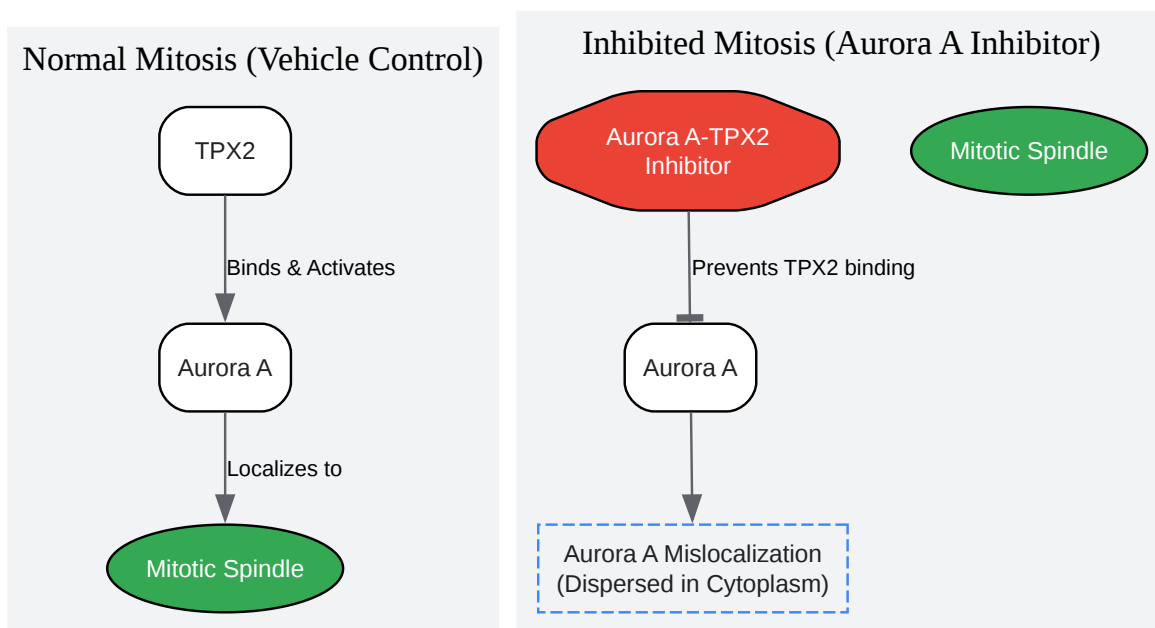 Normal Mitosis (Vehicle Control)
TPX2
Binds & Activates
Aurora A
Localizes to
Mitotic Spindle
Inhibited Mitosis (Aurora A Inhibitor)
Aurora A-TPX2
Inhibitor
Mitotic Spindle
Prevents TPX2 binding
Aurora A
Aurora A Mislocalization
(Dispersed in Cytoplasm)